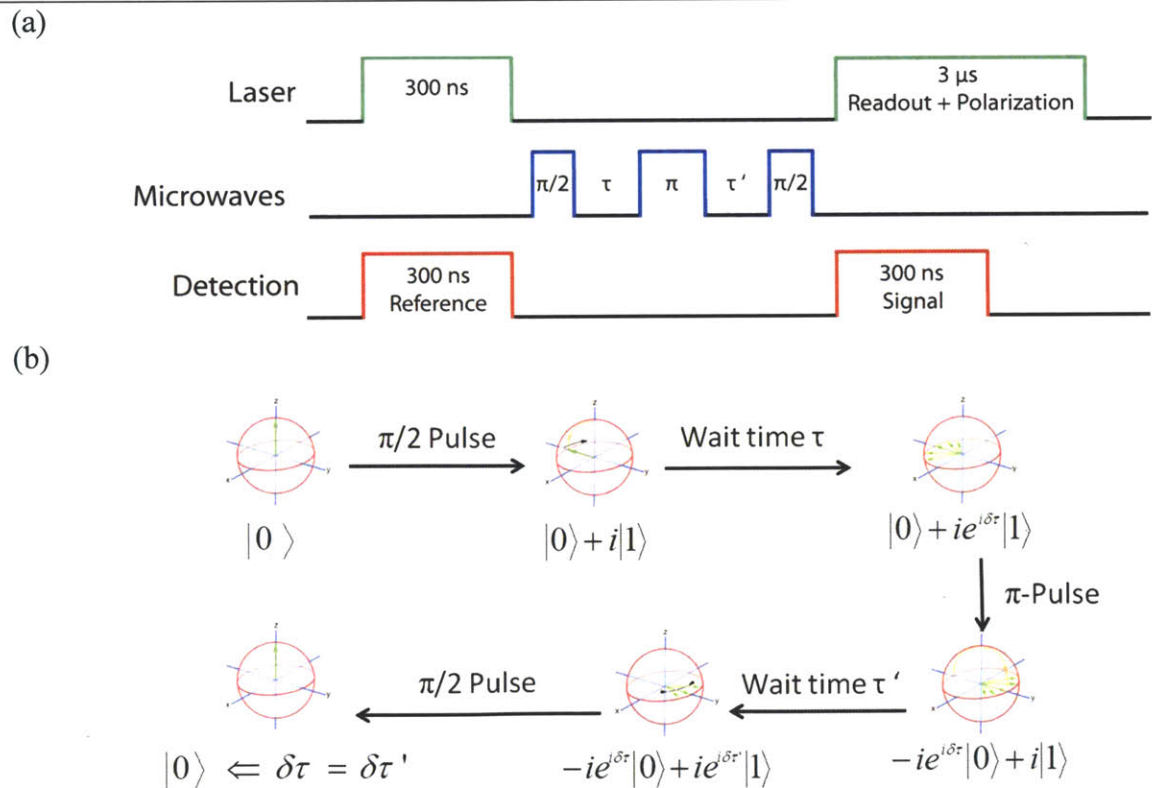 (a)
Laser
300 ns
3 μs
Readout + Polarization
Microwaves
π/2
τ
π
τ′
π/2
Detection
300 ns
Reference
300 ns
Signal
(b)
z
x
y
π/2 Pulse
z
x
y
Wait time τ
z
x
y
|0⟩
|0⟩+i|1⟩
|0⟩+ie^{iδτ}|1⟩
π-Pulse
z
x
y
π/2 Pulse
z
x
y
Wait time τ′
z
x
y
|0⟩ ⇐ δτ = δτ'
-ie^{iδτ}|0⟩+ie^{iδτ'}|1⟩
-ie^{iδτ}|0⟩+i|1⟩